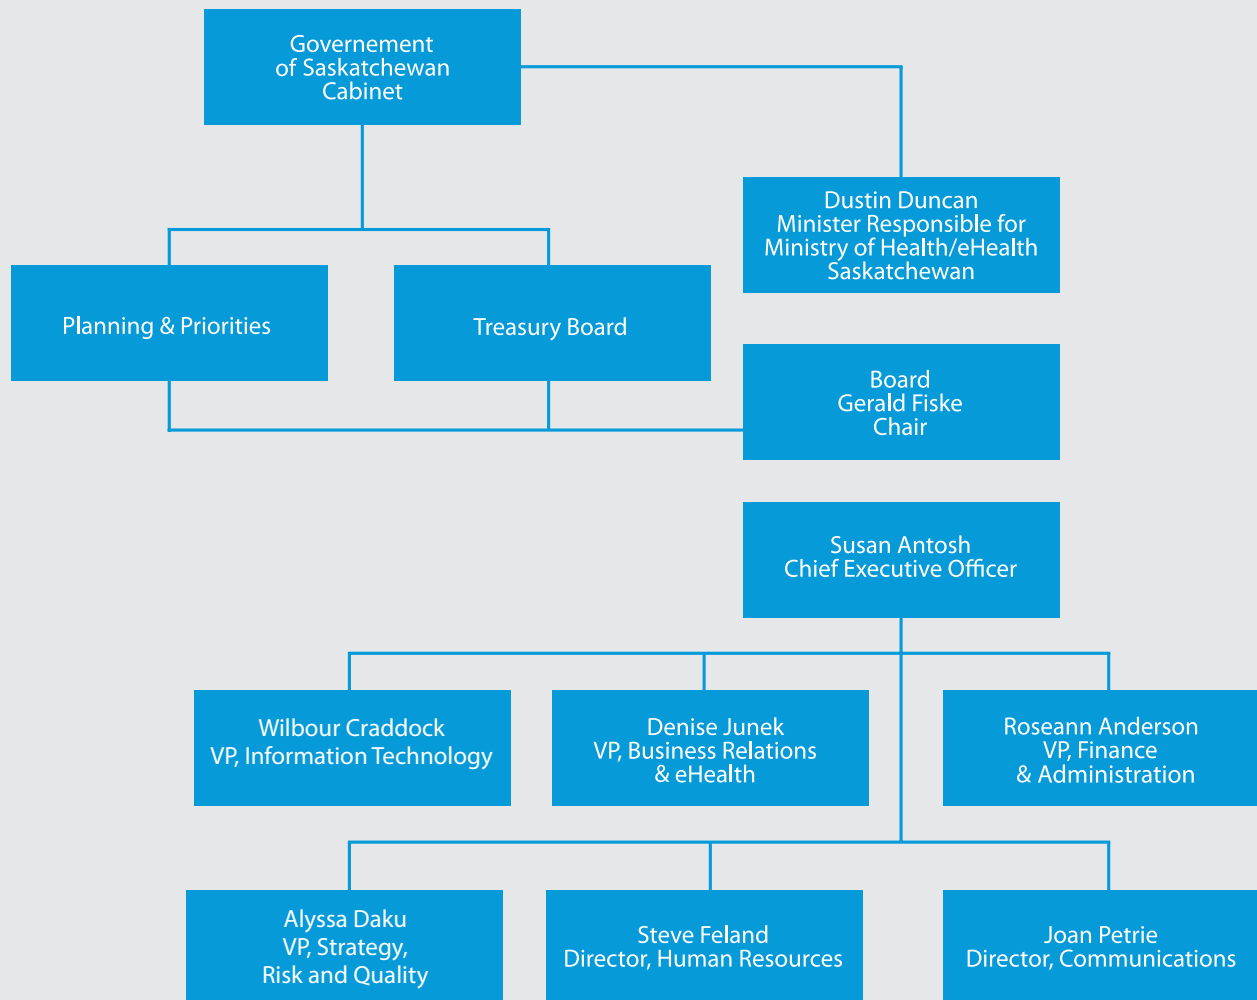 Governement
of Saskatchewan
Cabinet
Dustin Duncan
Minister Responsible for
Ministry of Health/eHealth
Saskatchewan
Planning & Priorities
Treasury Board
Board
Gerald Fiske
Chair
Susan Antosh
Chief Executive Officer
Wilbour Craddock
VP, Information Technology
Denise Junek
VP, Business Relations
& eHealth
Roseann Anderson
VP, Finance
& Administration
Alyssa Daku
VP, Strategy,
Risk and Quality
Steve Feland
Director, Human Resources
Joan Petrie
Director, Communications